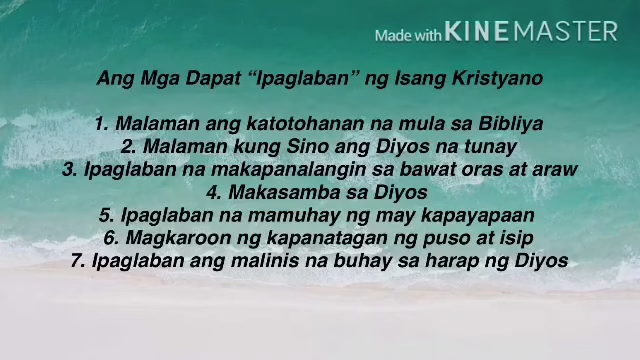 Made with KINEMASTER
Ang Mga Dapat “Ipaglaban” ng Isang Kristyano
1. Malaman ang katotohanan na mula sa Bibliya
2. Malaman kung Sino ang Diyos na tunay
3. Ipaglaban na makapanalangin sa bawat oras at araw
4. Makasamba sa Diyos
5. Ipaglaban na mamuhay ng may kapayapaan
6. Magkaroon ng kapanatagan ng puso at isip
7. Ipaglaban ang malinis na buhay sa harap ng Diyos